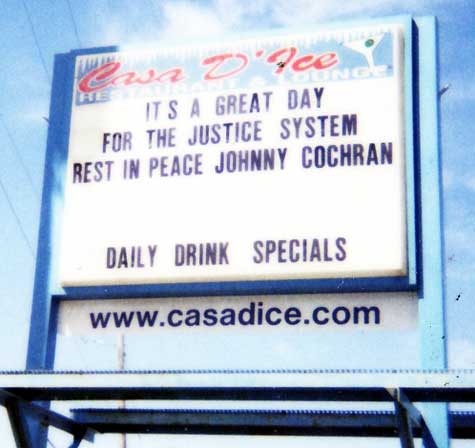 Casa D'Ice
RESTAURANT & LOUNGE
ITS A GREAT DAY
FOR THE JUSTICE SYSTEM
REST IN PEACE JOHNNY COCHRAN
DAILY DRINK SPECIALS
www.casadice.com